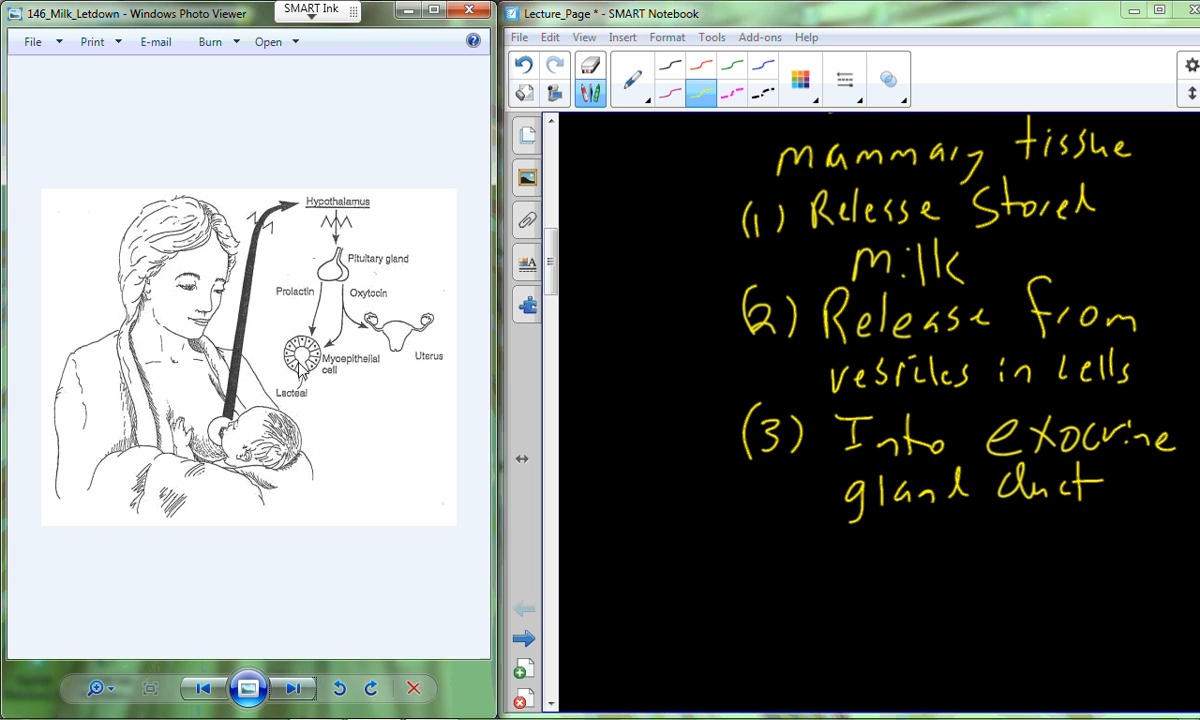 146_Milk_Letdown - Windows Photo Viewer
SMART Ink
File Print E-mail Burn Open
Hypothalamus
Pitultary gland
Prolactin Oxytocin
Myoepithelial
cell
Uterus
Lacteal
Lecture_Page * - SMART Notebook
File Edit View Insert Format Tools Add-ons Help
mammary tissue
(1) Release Stored
Milk
(2) Release from
vesicles in cells
(3) Into exocrine
gland duct